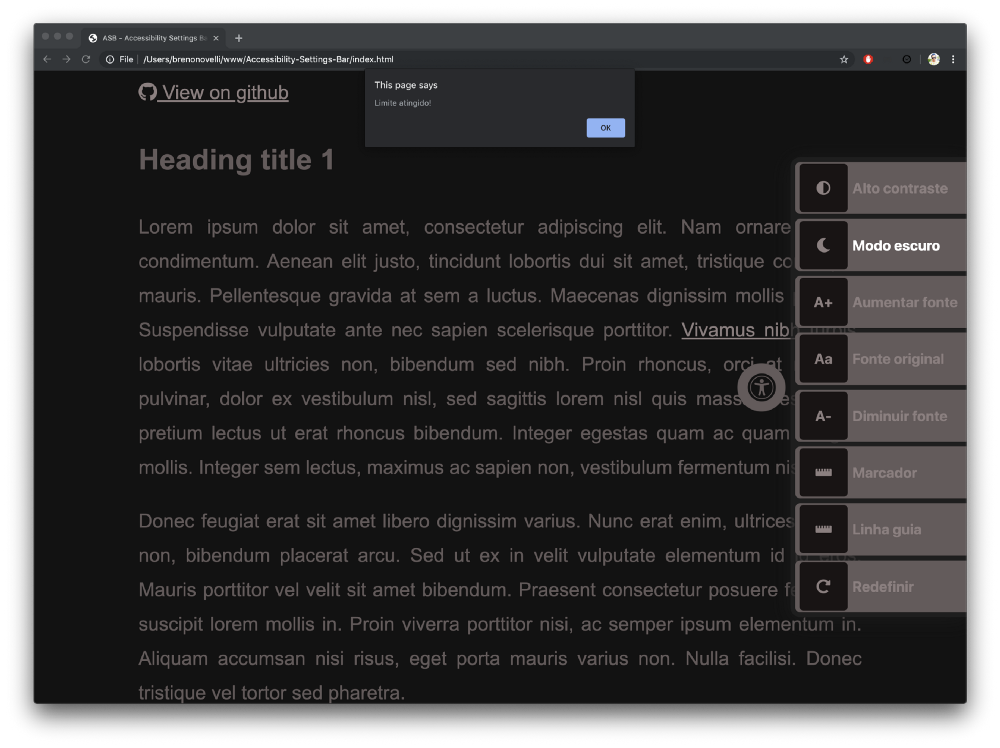 ASB - Accessibility Settings Ba
File | /Users/brenonovelli/www/Accessibility-Settings-Bar/index.html
This page says
Limite atingido!
OK
View on github
Heading title 1
Lorem ipsum dolor sit amet, consectetur adipiscing elit. Nam ornare
condimentum. Aenean elit justo, tincidunt lobortis dui sit amet, tristique co
mauris. Pellentesque gravida at sem a luctus. Maecenas dignissim mollis
Suspendisse vulputate ante nec sapien scelerisque porttitor. Vivamus nibh turpis,
lobortis vitae ultricies non, bibendum sed nibh. Proin rhoncus, orci at
pulvinar, dolor ex vestibulum nisl, sed sagittis lorem nisl quis mass
pretium lectus ut erat rhoncus bibendum. Integer egestas quam ac quam
mollis. Integer sem lectus, maximus ac sapien non, vestibulum fermentum nis
Donec feugiat erat sit amet libero dignissim varius. Nunc erat enim, ultrices
non, bibendum placerat arcu. Sed ut ex in velit vulputate elementum id
Mauris porttitor vel velit sit amet bibendum. Praesent consectetur posuere f
suscipit lorem mollis in. Proin viverra porttitor nisi, ac semper ipsum elementum in.
Aliquam accumsan nisi risus, eget porta mauris varius non. Nulla facilisi. Donec
tristique vel tortor sed pharetra.
Alto contraste
Modo escuro
A+ Aumentar fonte
Aa Fonte original
A- Diminuir fonte
Marcador
Linha guia
Redefinir